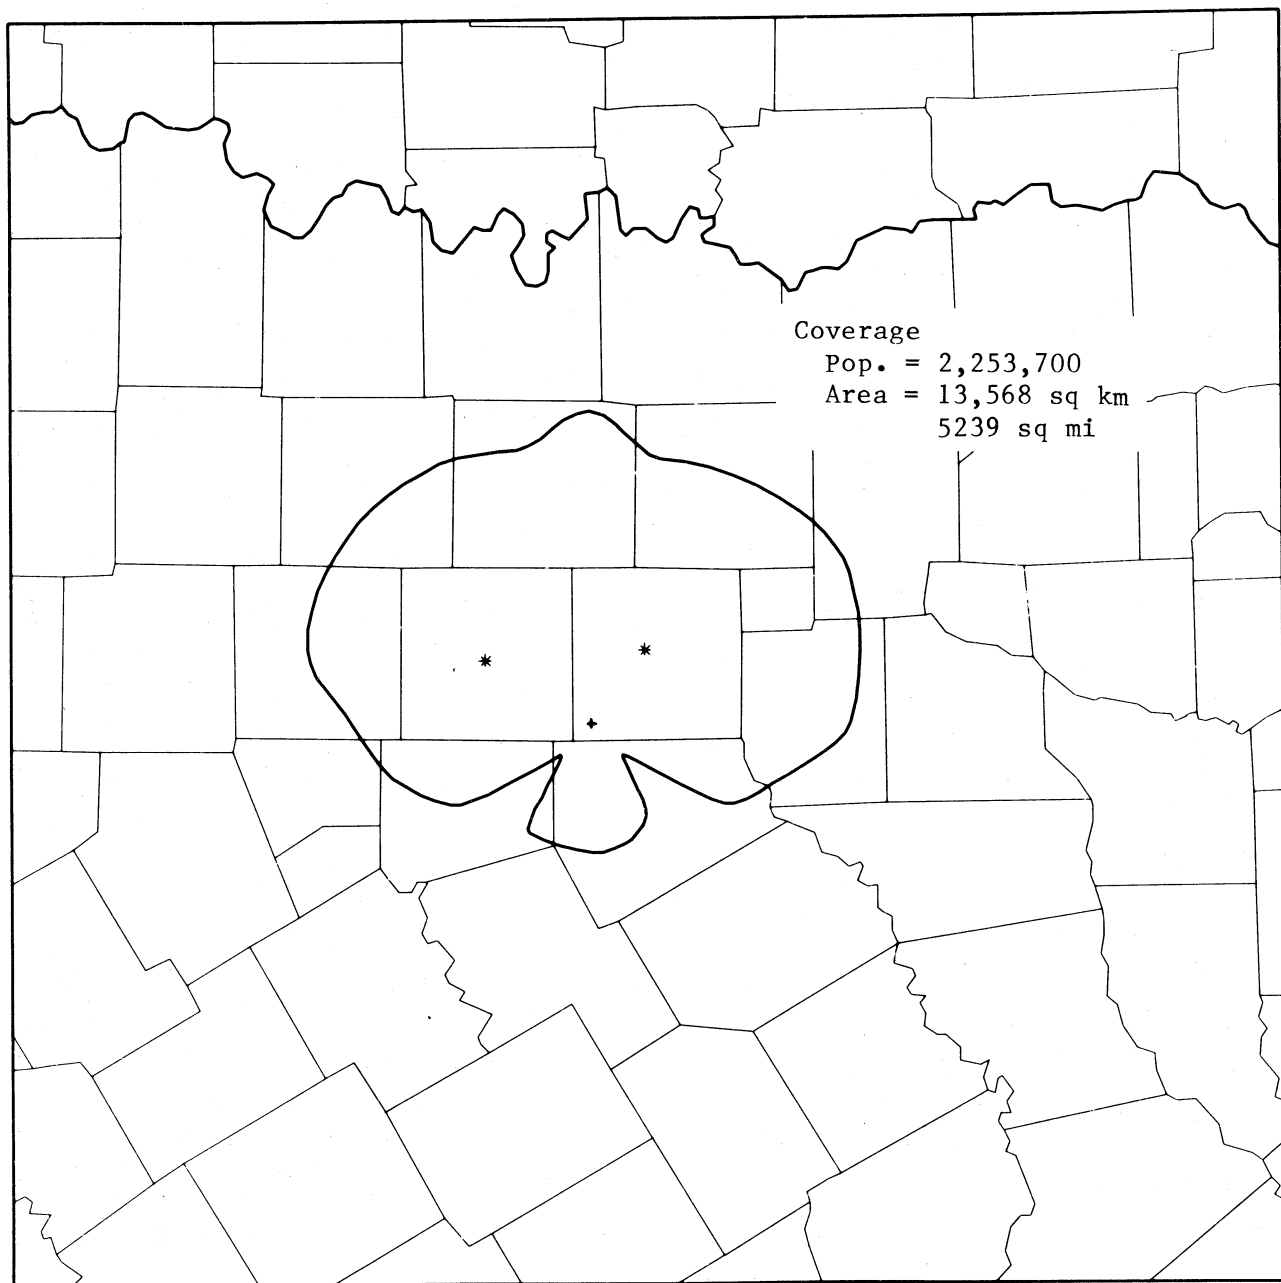 Coverage
Pop. = 2,253,700
Area = 13,568 sq km
5239 sq mi